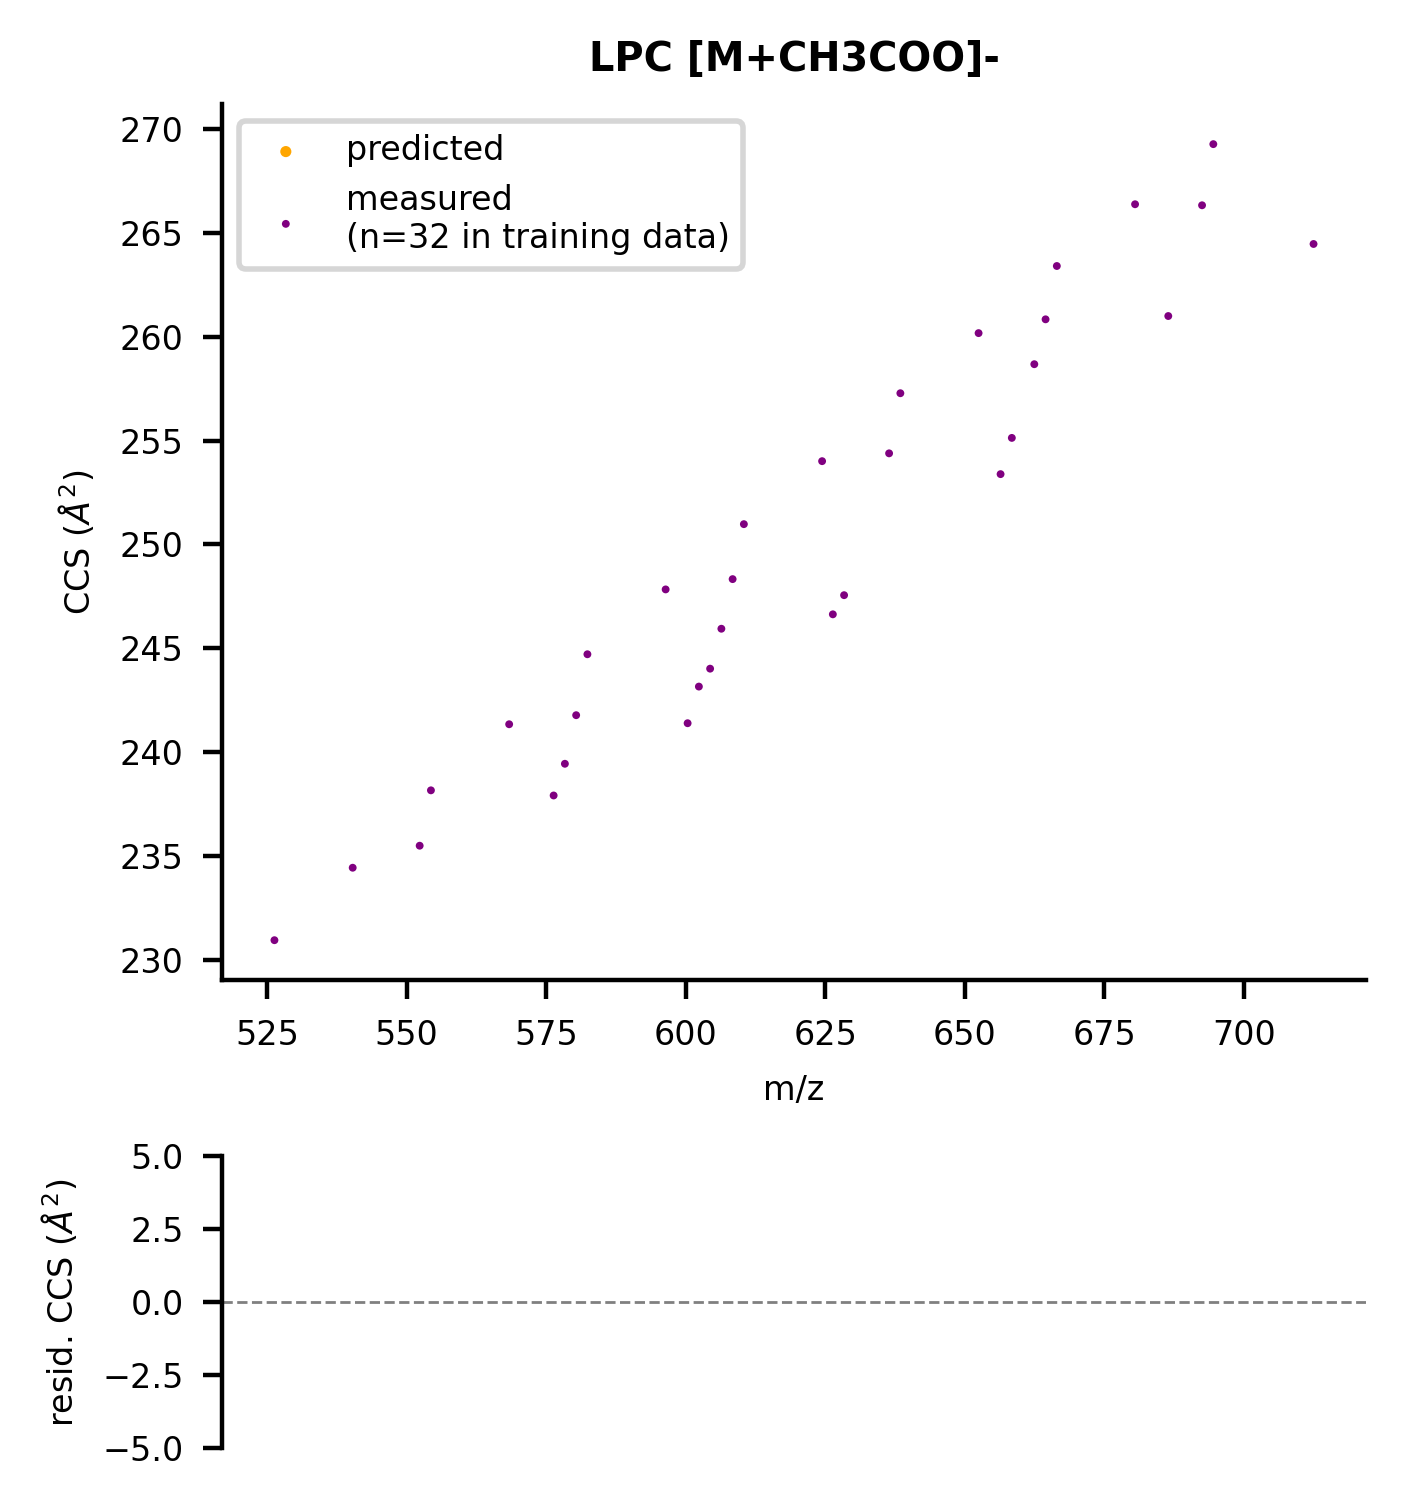 LPC [M+CH3COO]-
270
265
260
255
250
245
240
235
230
CCS (Å²)
predicted
measured
(n=32 in training data)
525 550 575 600 625 650 675 700
m/z
5.0
2.5
0.0
−2.5
−5.0
resid. CCS (Å²)